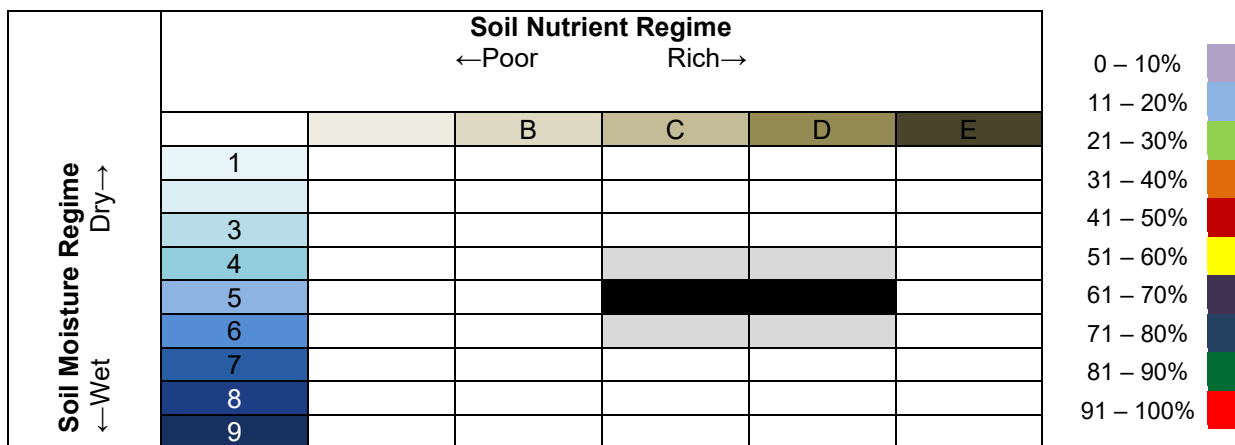 Soil Nutrient Regime
←Poor Rich→
B C D E
Soil Moisture Regime
←Wet Dry→
1
3
4
5
6
7
8
9
0 – 10%
11 – 20%
21 – 30%
31 – 40%
41 – 50%
51 – 60%
61 – 70%
71 – 80%
81 – 90%
91 – 100%